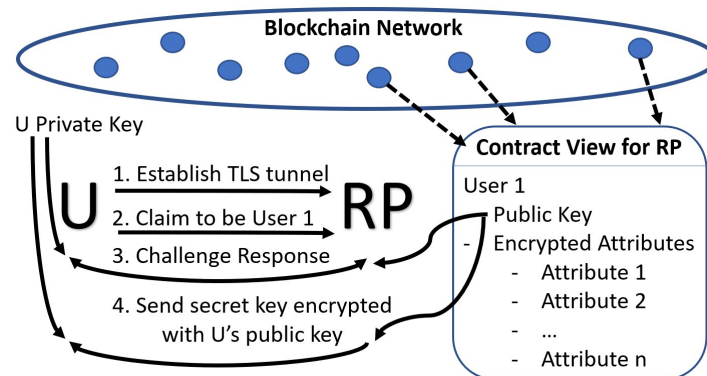 Blockchain Network
U Private Key
Contract View for RP
1. Establish TLS tunnel
U
RP
2. Claim to be User 1
3. Challenge Response
4. Send secret key encrypted
with U's public key
User 1
- Public Key
- Encrypted Attributes
- Attribute 1
- Attribute 2
- ...
- Attribute n